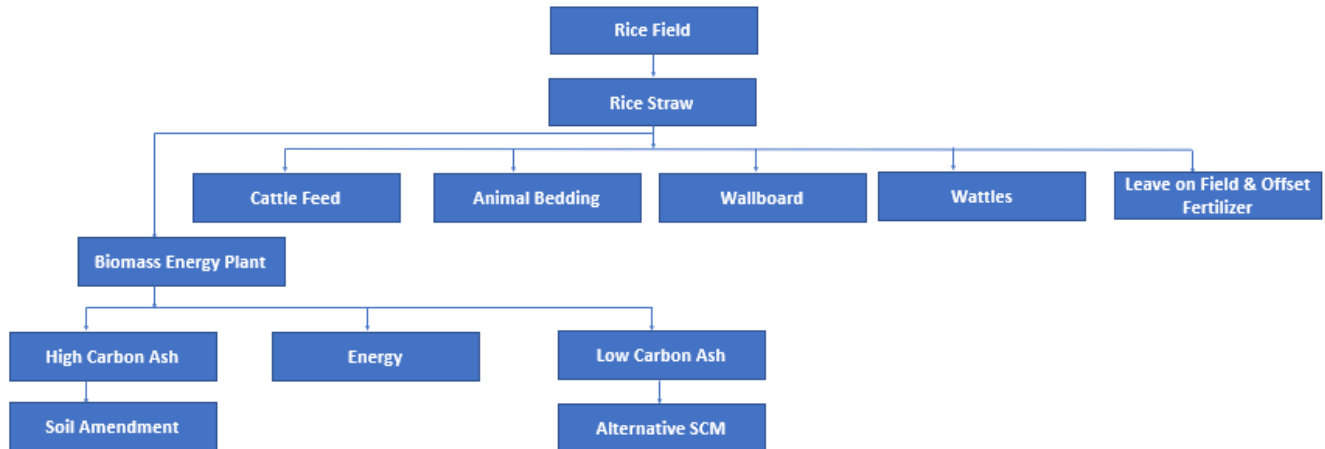 Rice Field
Rice Straw
Cattle Feed
Animal Bedding
Wallboard
Wattles
Leave on Field & Offset
Fertilizer
Biomass Energy Plant
High Carbon Ash
Energy
Low Carbon Ash
Soil Amendment
Alternative SCM